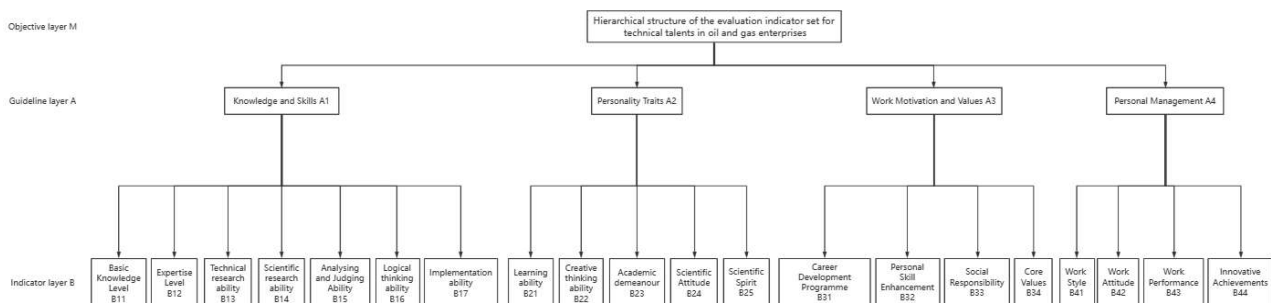 Objective layer M
Hierarchical structure of the evaluation indicator set for
technical talents in oil and gas enterprises
Guideline layer A
Knowledge and Skills A1
Personality Traits A2
Work Motivation and Values A3
Personal Management A4
Indicator layer B
Basic
Knowledge
Level
B11
Expertise
Level
B12
Technical
research
ability
B13
Scientific
research
ability
B14
Analysing
and Judging
Ability
B15
Logical
thinking
ability
B16
Implementation
ability
B17
Learning
ability
B21
Creative
thinking
ability
B22
Academic
demeanour
B23
Scientific
Attitude
B24
Scientific
Spirit
B25
Career
Development
Programme
B31
Personal
Skill
Enhancement
B32
Social
Responsibility
B33
Core
Values
B34
Work
Style
B41
Work
Attitude
B42
Work
Performance
B43
Innovative
Achievements
B44